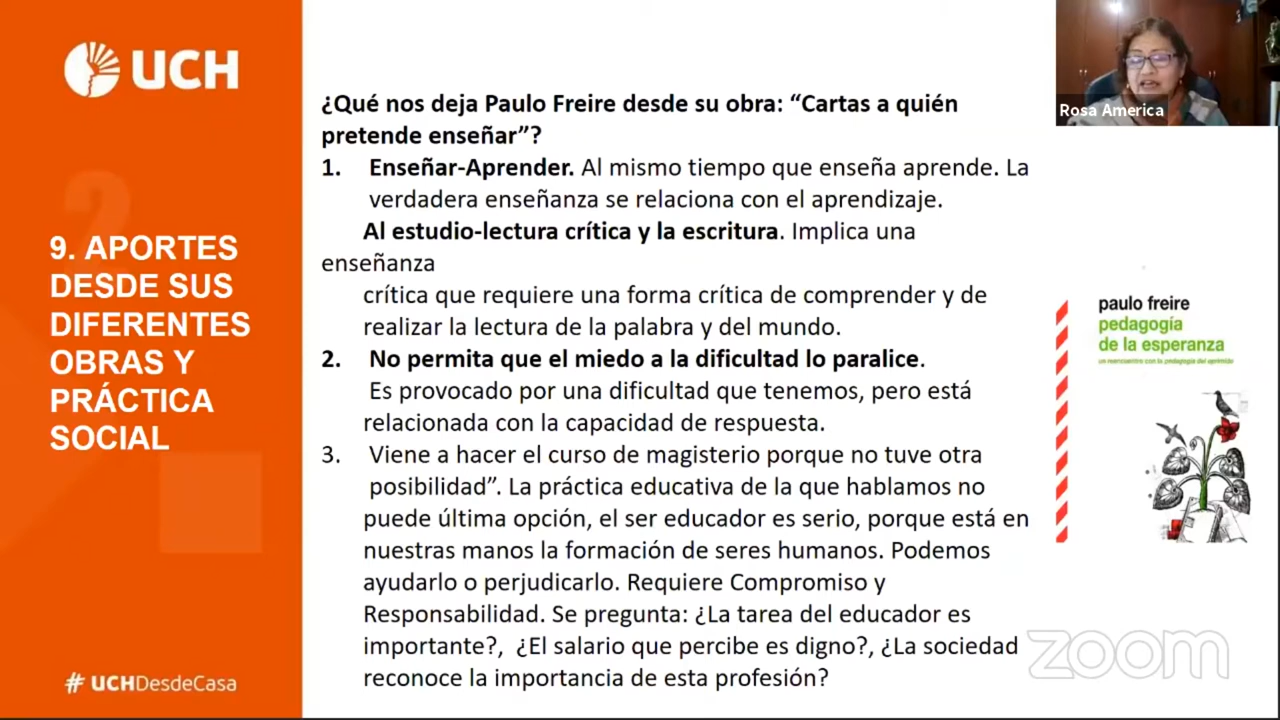 UCH
9. APORTES
DESDE SUS
DIFERENTES
OBRAS Y
PRÁCTICA
SOCIAL
# UCHDesdeCasa
¿Qué nos deja Paulo Freire desde su obra: “Cartas a quién
pretende enseñar”?
1. Enseñar-Aprender. Al mismo tiempo que enseña aprende. La
verdadera enseñanza se relaciona con el aprendizaje.
Al estudio-lectura crítica y la escritura. Implica una
enseñanza
crítica que requiere una forma crítica de comprender y de
realizar la lectura de la palabra y del mundo.
2. No permita que el miedo a la dificultad lo paralice.
Es provocado por una dificultad que tenemos, pero está
relacionada con la capacidad de respuesta.
3. Viene a hacer el curso de magisterio porque no tuve otra
posibilidad”. La práctica educativa de la que hablamos no
puede última opción, el ser educador es serio, porque está en
nuestras manos la formación de seres humanos. Podemos
ayudarlo o perjudicarlo. Requiere Compromiso y
Responsabilidad. Se pregunta: ¿La tarea del educador es
importante?, ¿El salario que percibe es digno?, ¿La sociedad
reconoce la importancia de esta profesión?
Rosa America
paulo freire
pedagogía
de la esperanza
un reencuentro con la pedagogía del oprimido
zoom